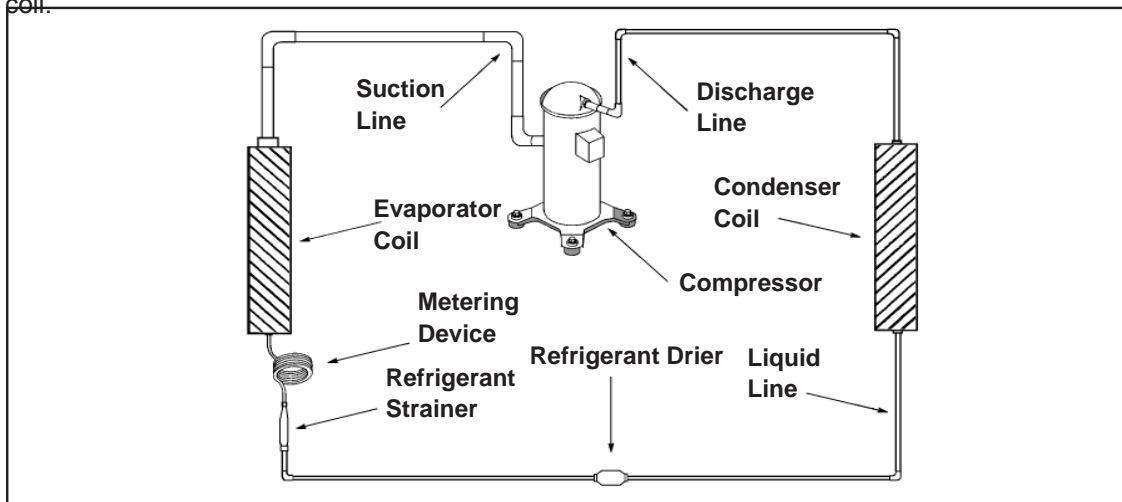 coil.
Suction
Line
Discharge
Line
Evaporator
Coil
Condenser
Coil
Compressor
Metering
Device
Refrigerant Drier
Liquid
Line
Refrigerant
Strainer